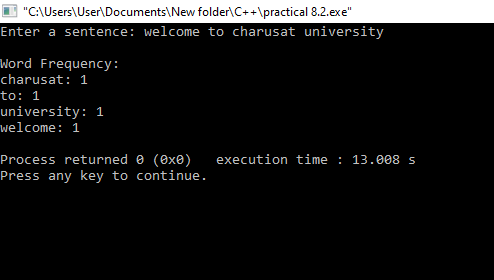 "C:\Users\User\Documents\New folder\C++\practical 8.2.exe"
Enter a sentence: welcome to charusat university
Word Frequency:
charusat: 1
to: 1
university: 1
welcome: 1
Process returned 0 (0x0)   execution time : 13.008 s
Press any key to continue.